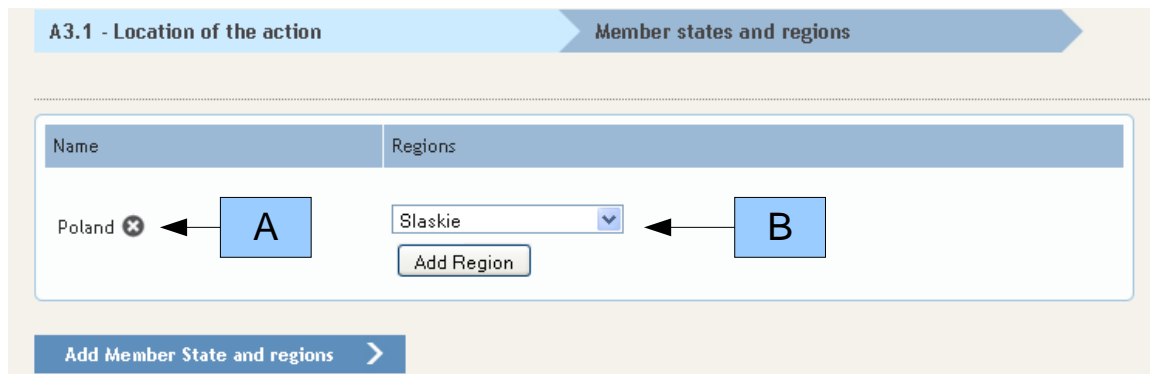 A3.1 - Location of the action
Member states and regions
Name
Regions
Poland
A
Slaskie
B
Add Region
Add Member State and regions